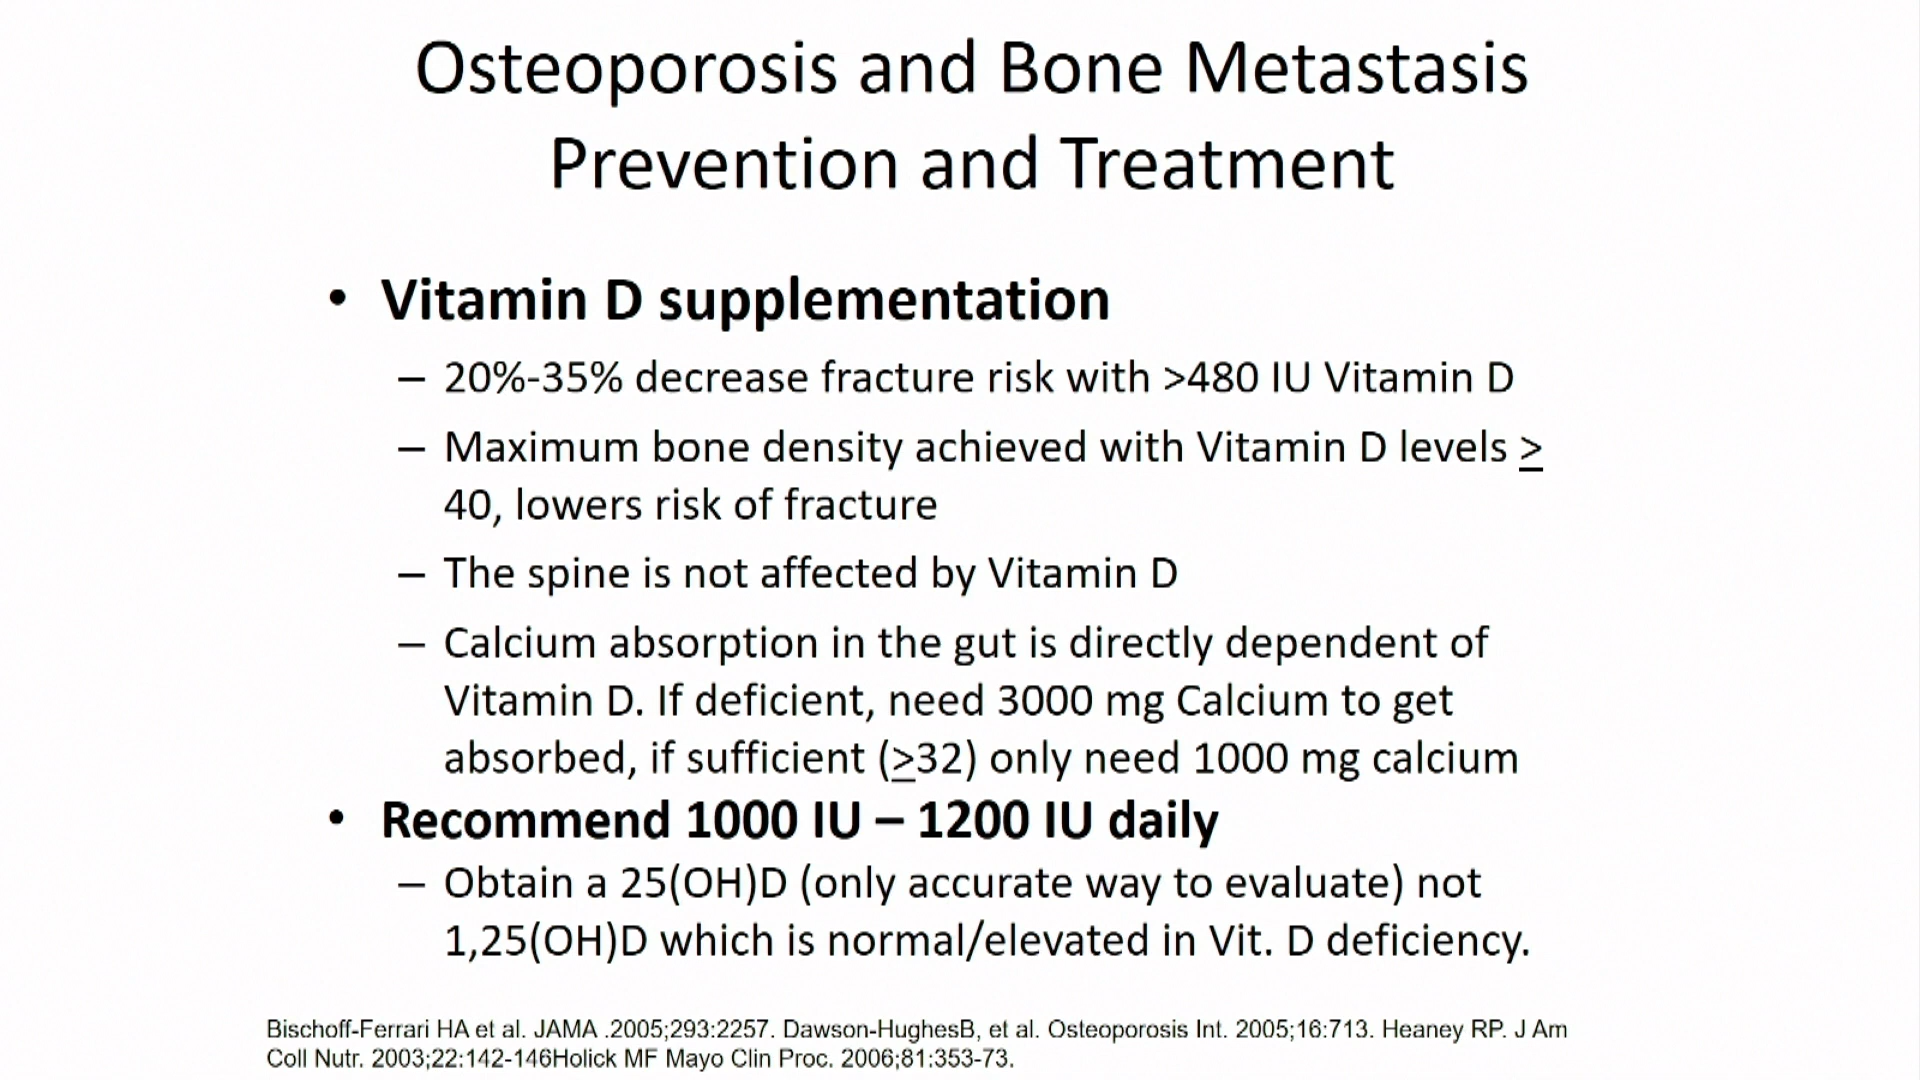 Osteoporosis and Bone Metastasis
Prevention and Treatment
• Vitamin D supplementation
– 20%-35% decrease fracture risk with >480 IU Vitamin D
– Maximum bone density achieved with Vitamin D levels ≥
40, lowers risk of fracture
– The spine is not affected by Vitamin D
– Calcium absorption in the gut is directly dependent of
Vitamin D. If deficient, need 3000 mg Calcium to get
absorbed, if sufficient (≥32) only need 1000 mg calcium
• Recommend 1000 IU – 1200 IU daily
– Obtain a 25(OH)D (only accurate way to evaluate) not
1,25(OH)D which is normal/elevated in Vit. D deficiency.
Bischoff-Ferrari HA et al. JAMA .2005;293:2257. Dawson-HughesB, et al. Osteoporosis Int. 2005;16:713. Heaney RP. J Am
Coll Nutr. 2003;22:142-146Holick MF Mayo Clin Proc. 2006;81:353-73.